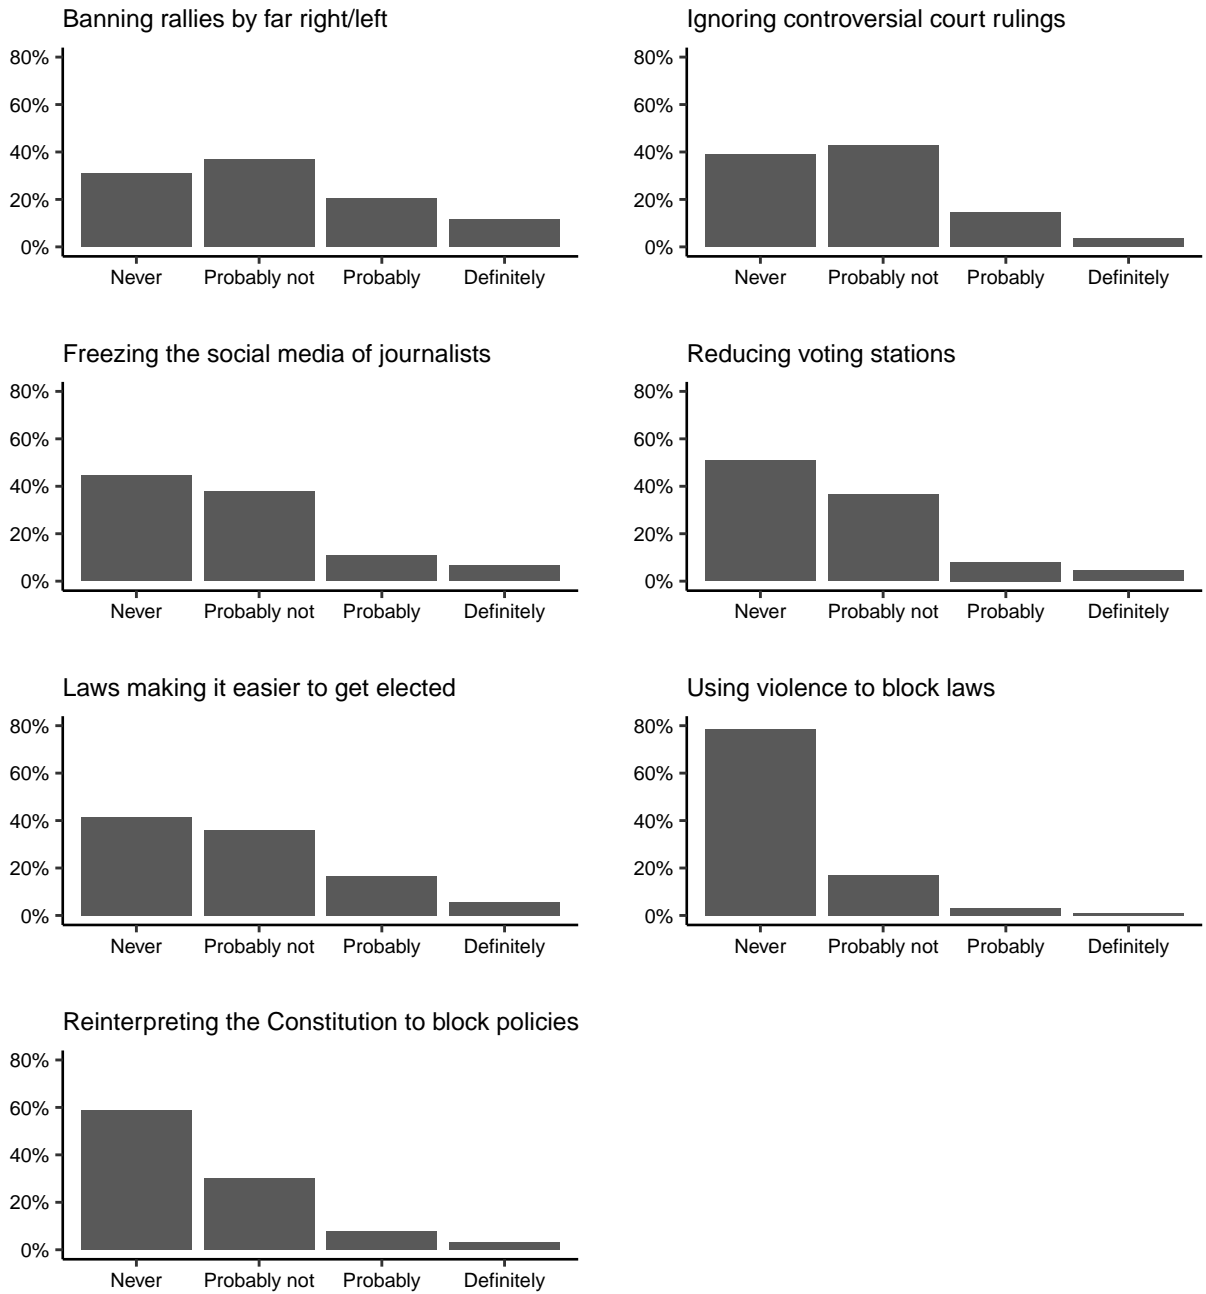 Banning rallies by far right/left
80%
60%
40%
20%
0%
Never Probably not Probably Definitely
Ignoring controversial court rulings
80%
60%
40%
20%
0%
Never Probably not Probably Definitely
Freezing the social media of journalists
80%
60%
40%
20%
0%
Never Probably not Probably Definitely
Reducing voting stations
80%
60%
40%
20%
0%
Never Probably not Probably Definitely
Laws making it easier to get elected
80%
60%
40%
20%
0%
Never Probably not Probably Definitely
Using violence to block laws
80%
60%
40%
20%
0%
Never Probably not Probably Definitely
Reinterpreting the Constitution to block policies
80%
60%
40%
20%
0%
Never Probably not Probably Definitely